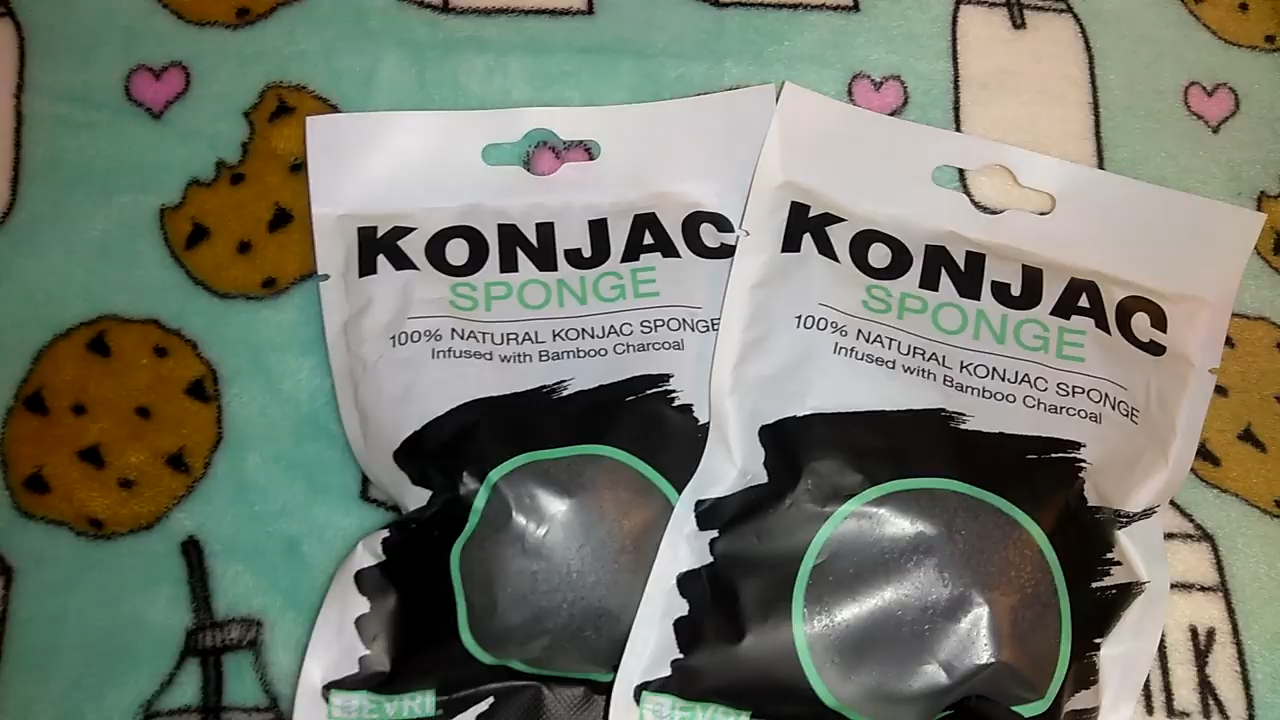 KONJAC
SPONGE
100% NATURAL KONJAC SPONGE
Infused with Bamboo Charcoal
KONJAC
SPONGE
100% NATURAL KONJAC SPONGE
Infused with Bamboo Charcoal